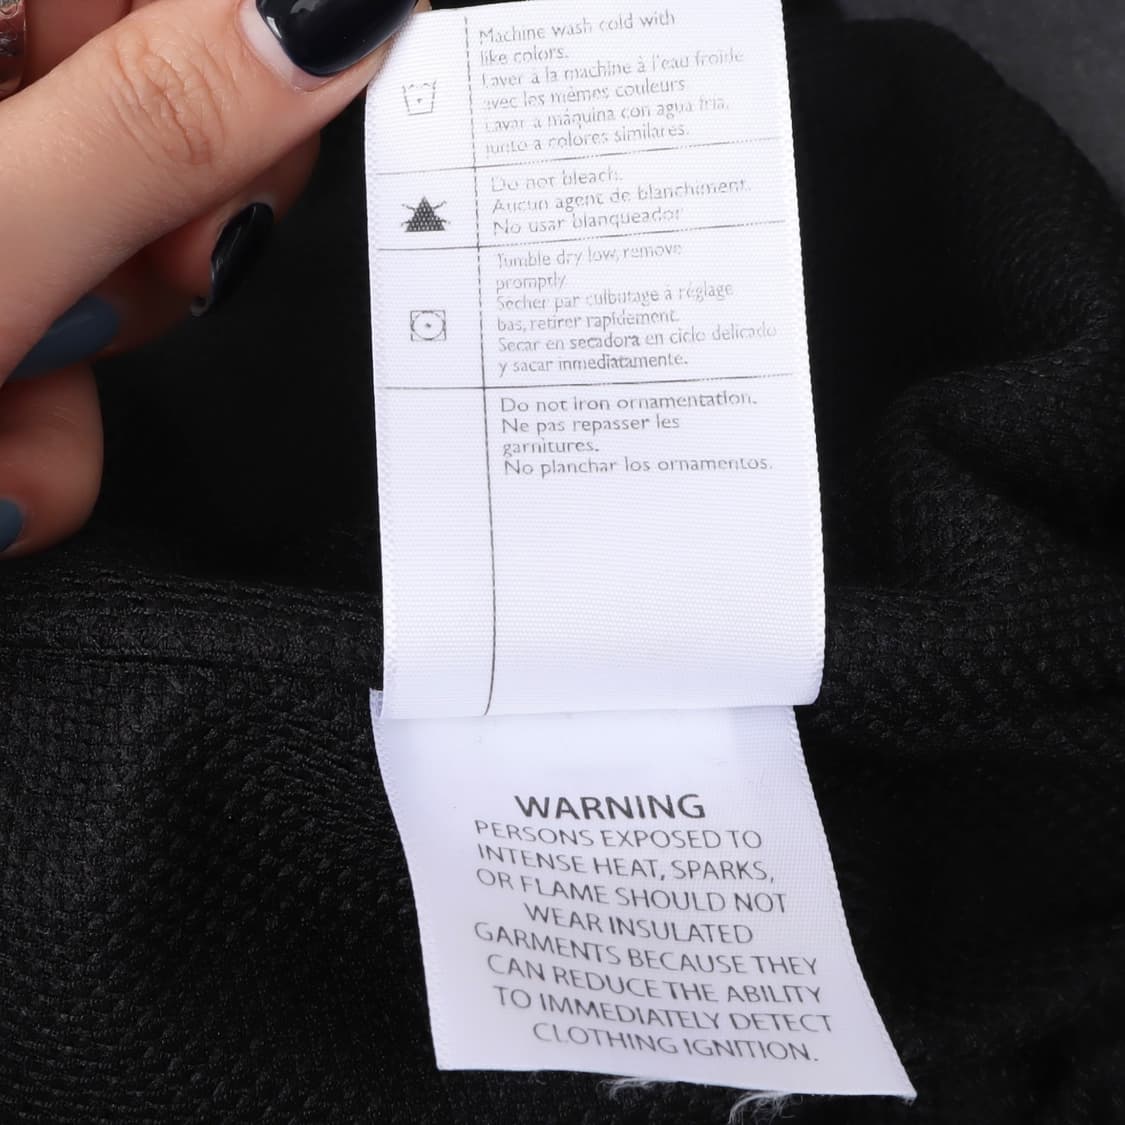 Machine wash cold with
like colors.
Laver à la machine à l'eau froide
avec les mêmes couleurs
Lavar a máquina con agua fria,
junto a colores similares.
Do not bleach.
Aucun agent de blanchiment.
No usar blanqueador
Tumble dry low, remove
promptly
Sécher par culbutage à réglage
bas, retirer rapidement.
Secar en secadora en ciclo delicado
y sacar inmediatamente.
Do not iron ornamentation.
Ne pas repasser les
garnitures.
No planchar los ornamentos.
WARNING
PERSONS EXPOSED TO
INTENSE HEAT, SPARKS,
OR FLAME SHOULD NOT
WEAR INSULATED
GARMENTS BECAUSE THEY
CAN REDUCE THE ABILITY
TO IMMEDIATELY DETECT
CLOTHING IGNITION.